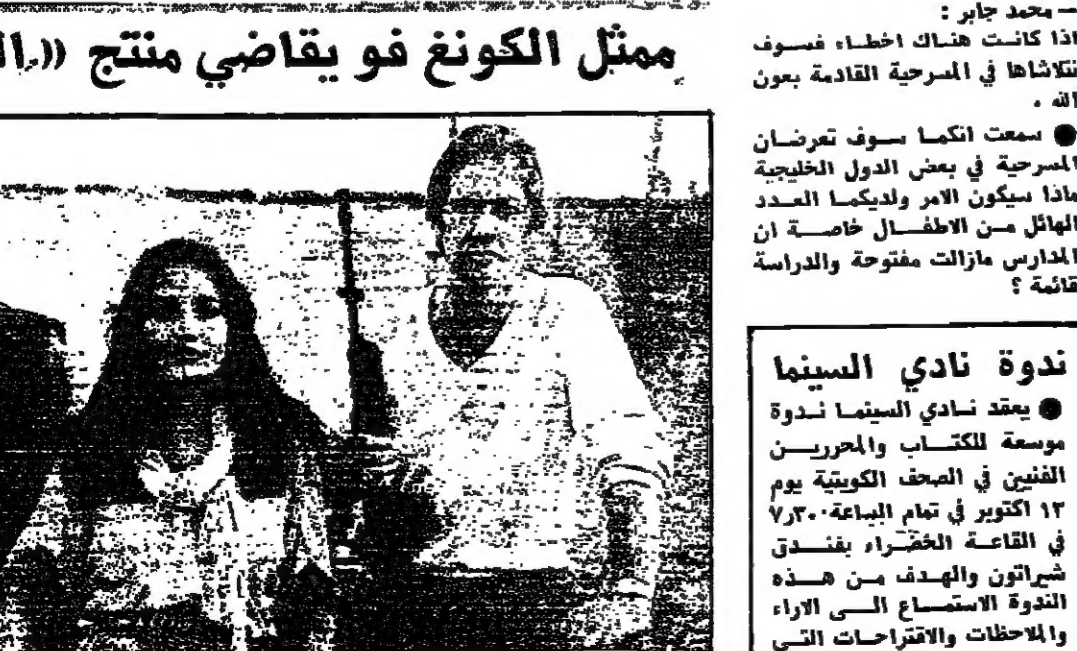 ممثل الكونغ فو يقاضي منتج «ال
— محمد جابر :
اذا كانت هناك اخطاء فسوف
نتلاشاها في المسرحية القادمة بعون
الله .
● سمعت انكما سوف تعرضان
المسرحية في بعض الدول الخليجية
ماذا سيكون الامر ولديكما العدد
الهائل من الاطفال خاصة ان
المدارس مازالت مفتوحة والدراسة
قائمة ؟
ندوة نادي السينما
● يعقد نادي السينما ندوة
موسعة للكتاب والمحررين
الفنيين في الصحف الكويتية يوم
١٢ اكتوبر في تمام الساعة ٧٫٣٠
في القاعة الخضراء بفندق
شيراتون والهدف من هذه
الندوة الاستماع الى الاراء
والملاحظات والاقتراحات التي